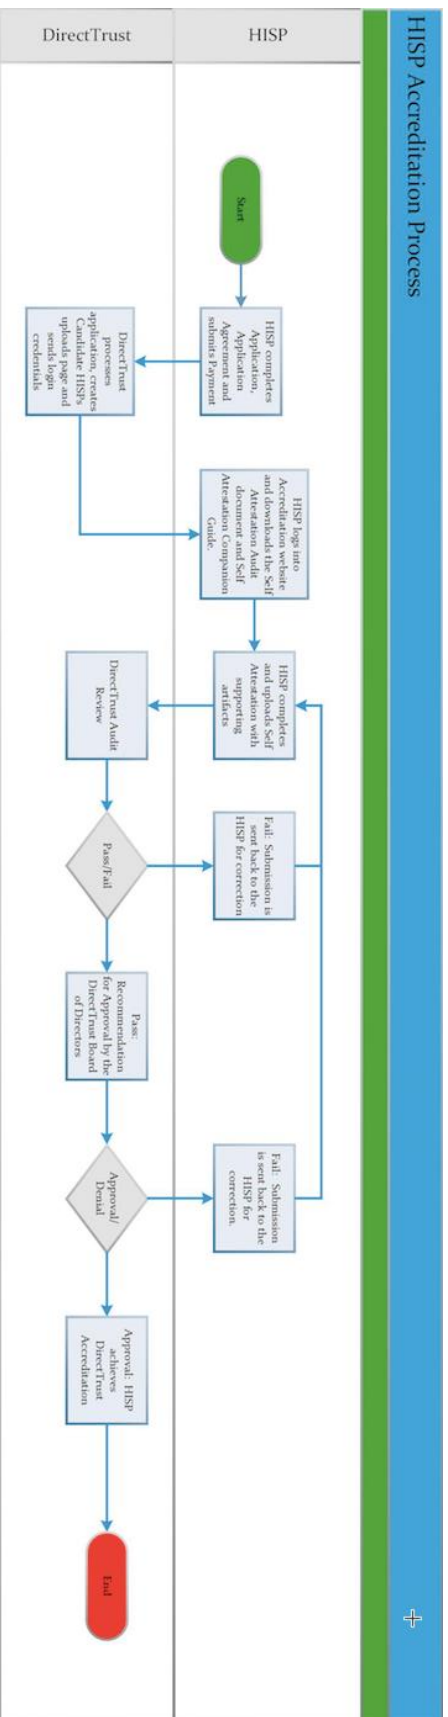 HISP Accreditation Process
HISP
DirectTrust
Start
HISP completes
Application,
Application
Agreement and
submits Payment
DirectTrust
processes
application, creates
Candidate HISPs
uploads page and
sends login
credentials
HISP logs into
Accreditation website
and downloads the Self
Attestation Audit
document and Self
Attestation Companion
Guide.
HISP completes
and uploads Self
Attestation with
supporting
artifacts
DirectTrust Audit
Review
Pass/Fail
Fail: Submission is
sent back to the
HISP for correction
Pass:
Recommendation
for Approval by the
DirectTrust Board
of Directors
Approval/
Denial
Fail: Submission
is sent back to the
HISP for
correction.
Approval: HISP
achieves
DirectTrust
Accreditation
End